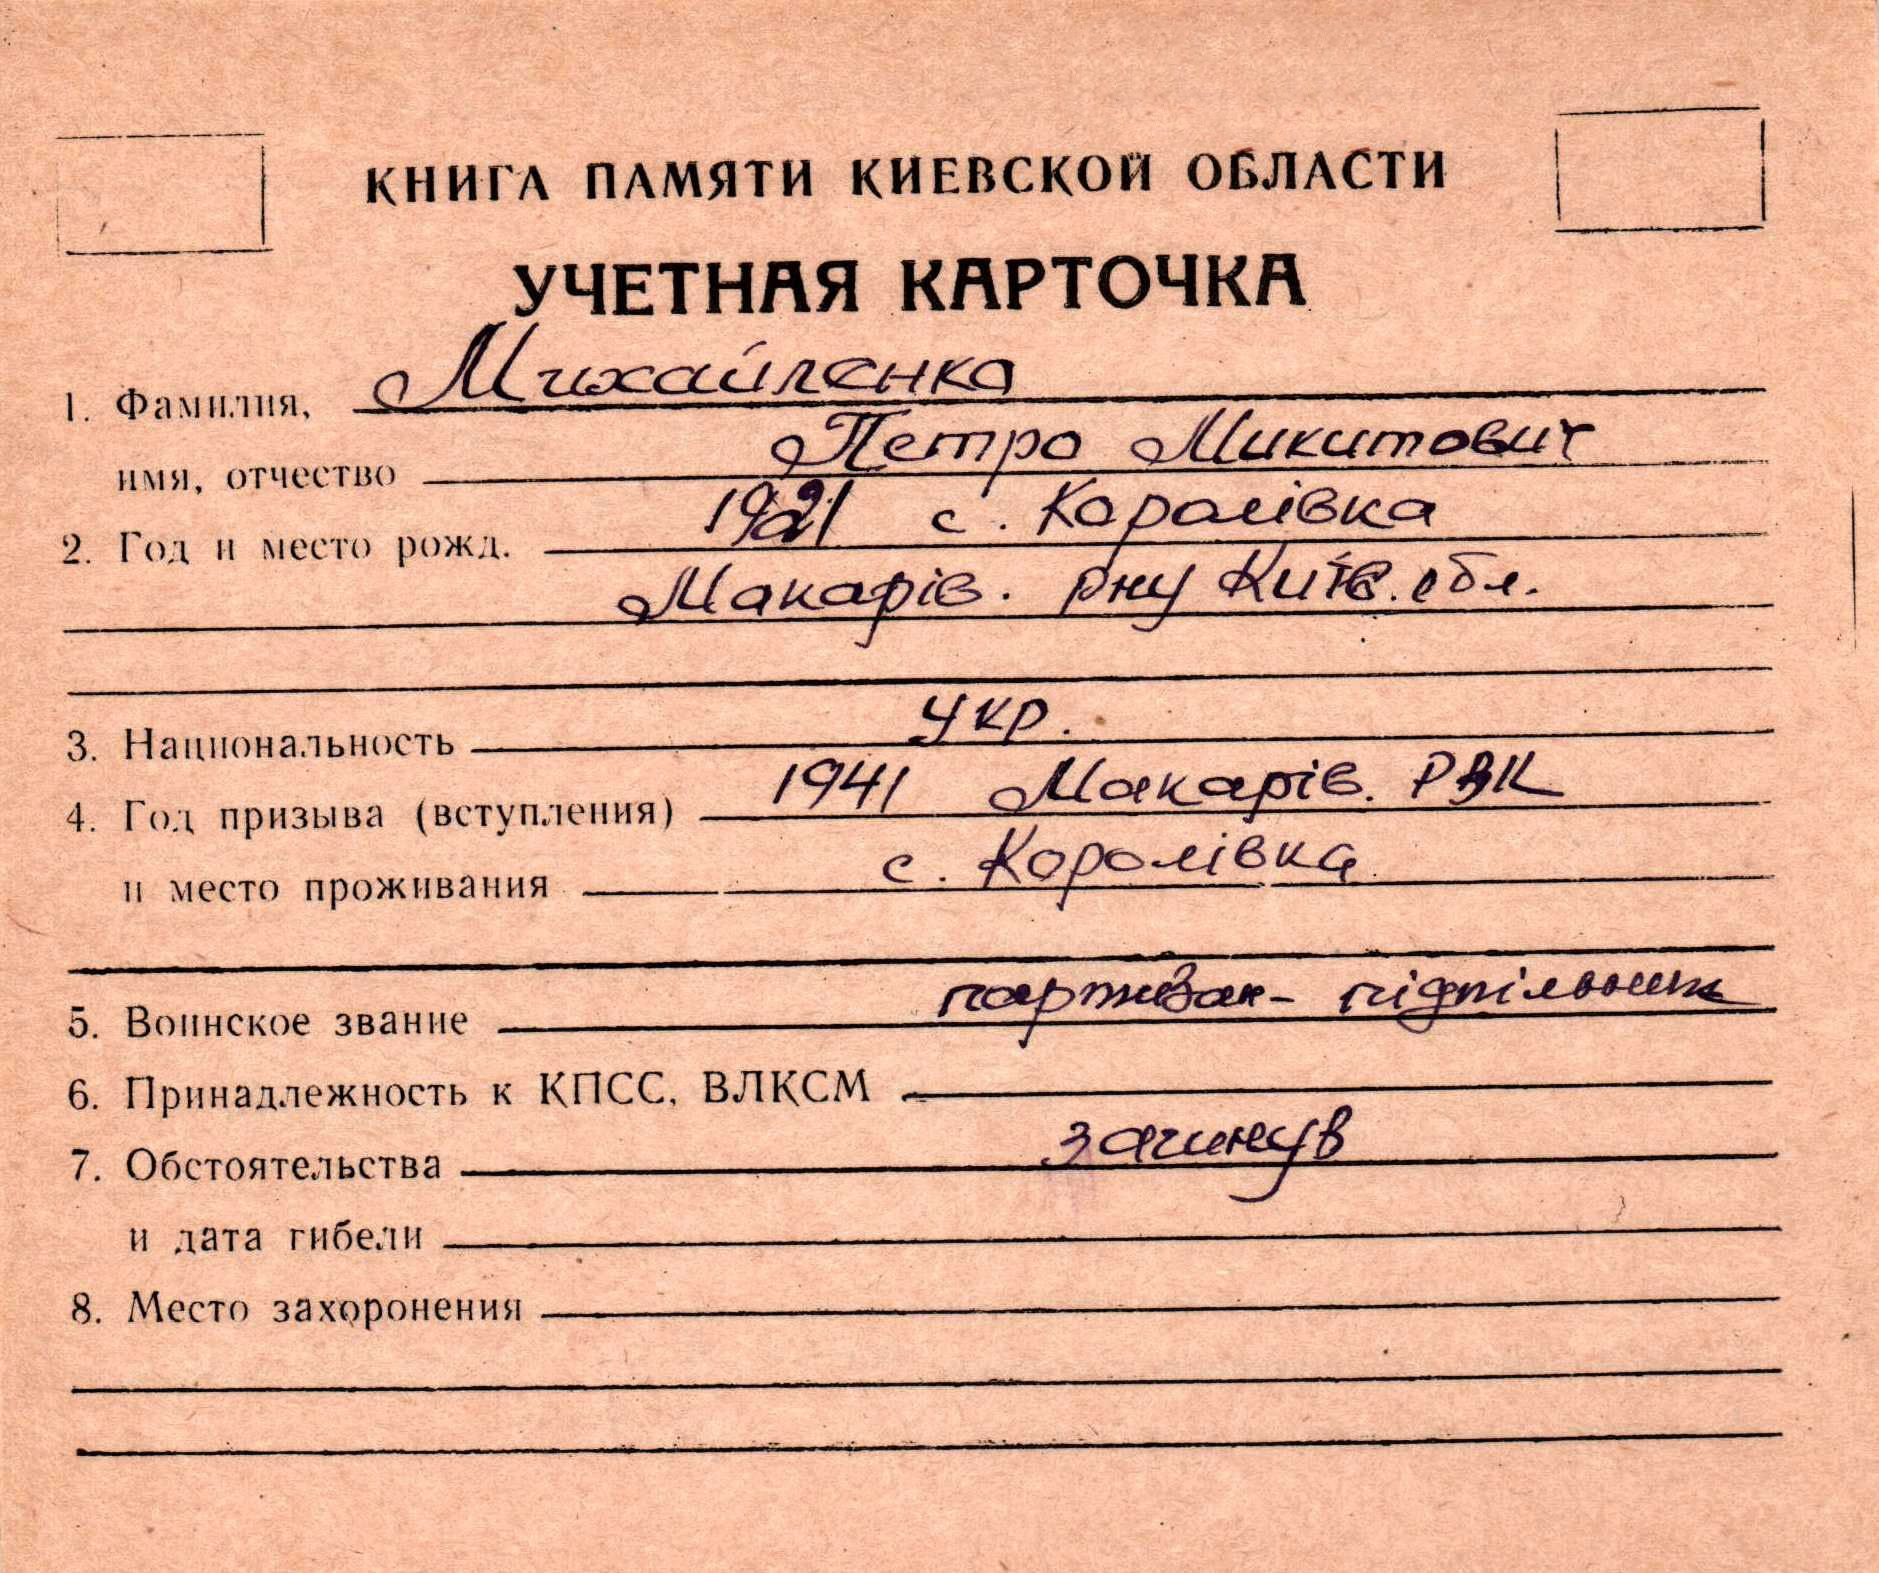 КНИГА ПАМЯТИ КИЕВСКОЙ ОБЛАСТИ
УЧЕТНАЯ КАРТОЧКА
1. Фамилия, Михайленко
имя, отчество Петро Микитович
2. Год и место рожд. 1921 с. Королівка
Макарів. рну Київ. обл.
3. Национальность укр.
4. Год призыва (вступления) 1941 Макарів. РВК
и место проживания с. Королівка
5. Воинское звание партизан - підпільник
6. Принадлежность к КПСС, ВЛКСМ
7. Обстоятельства загинув
и дата гибели
8. Место захоронения